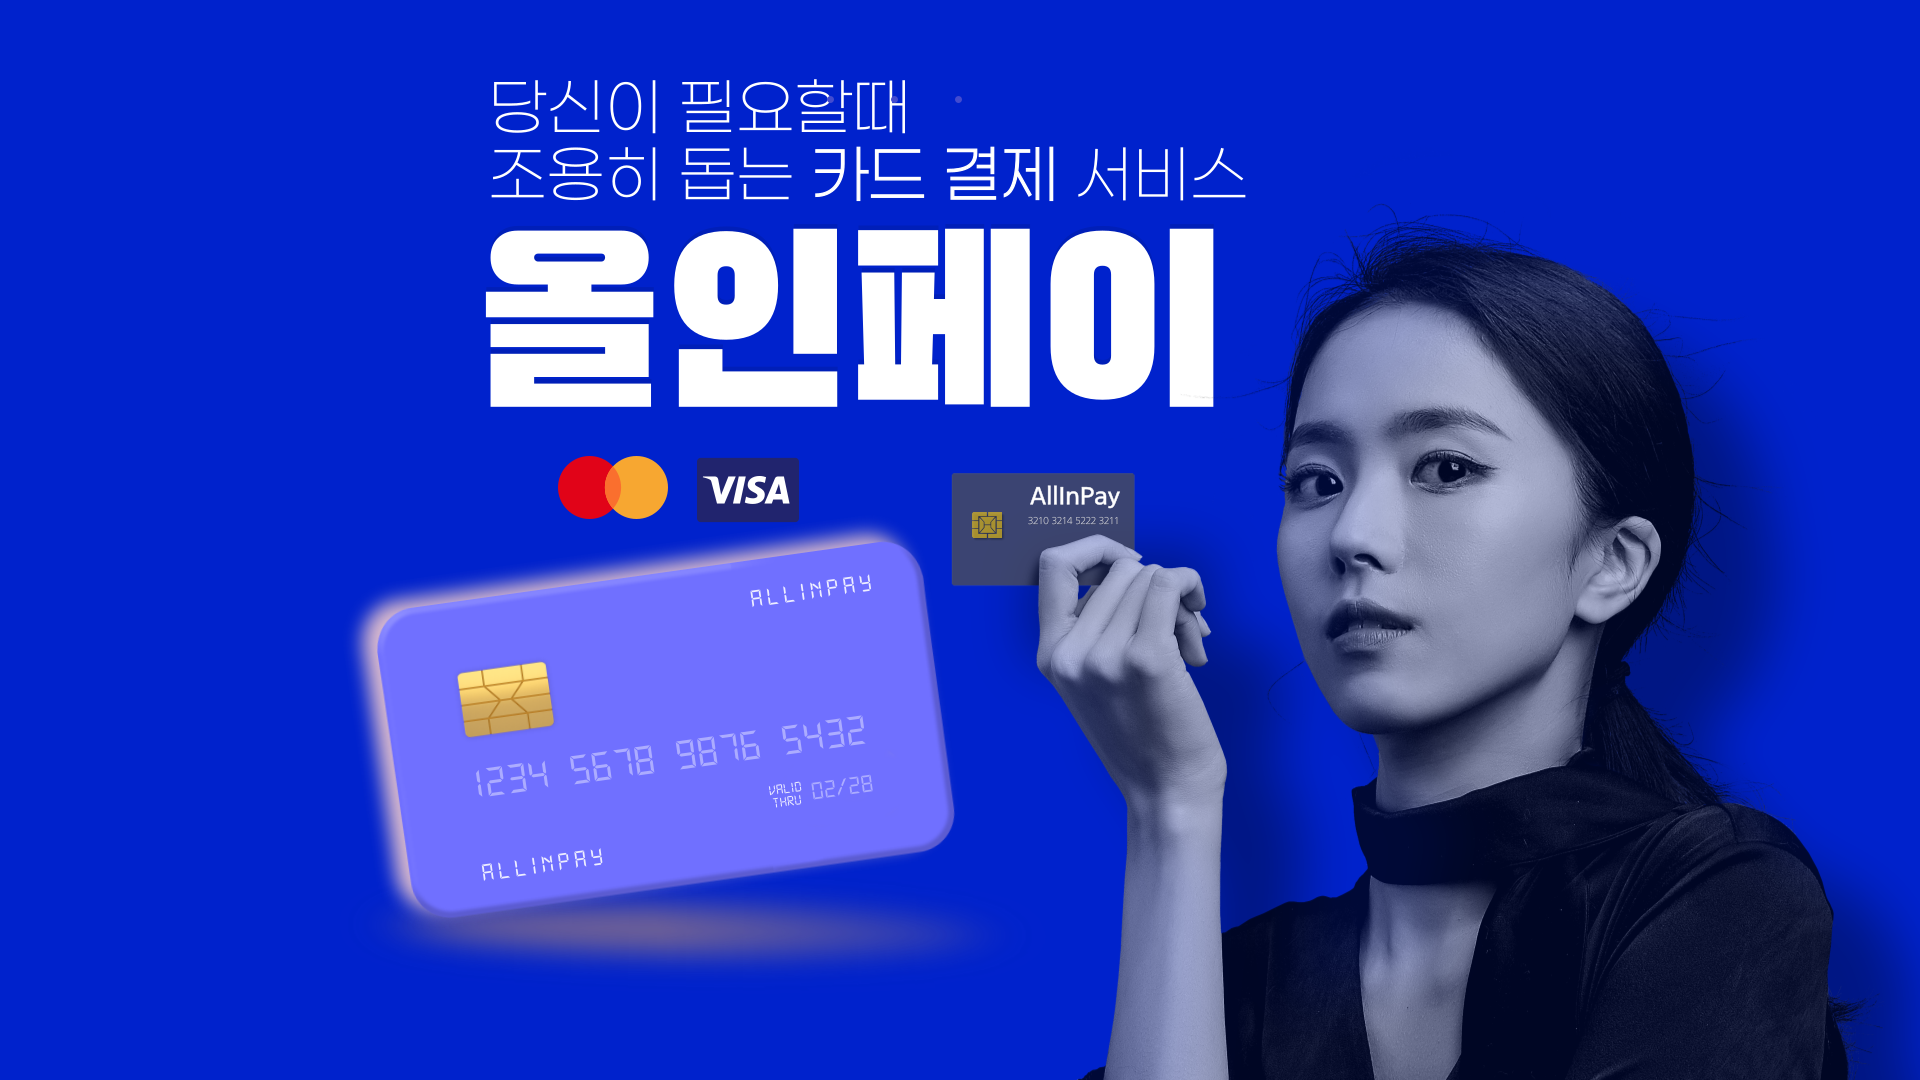 당신이 필요할때
조용히 돕는 카드 결제 서비스
올인페이
VISA
AllInPay
3210 3214 5222 3211
ALLINPAY
1234 5678 9876 5432
VALID
THRU 02/28
ALLINPAY